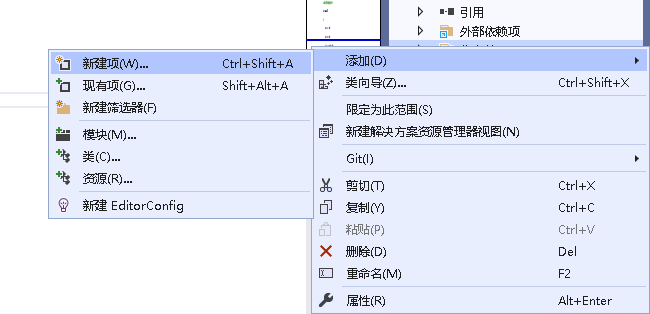 引用
外部依赖项
新建项(W)... Ctrl+Shift+A
现有项(G)... Shift+Alt+A
新建筛选器(F)
模块(M)...
类(C)...
资源(R)...
新建 EditorConfig
添加(D)
类向导(Z)... Ctrl+Shift+X
限定为此范围(S)
新建解决方案资源管理器视图(N)
Git(I)
剪切(T) Ctrl+X
复制(Y) Ctrl+C
粘贴(P) Ctrl+V
删除(D) Del
重命名(M) F2
属性(R) Alt+Enter